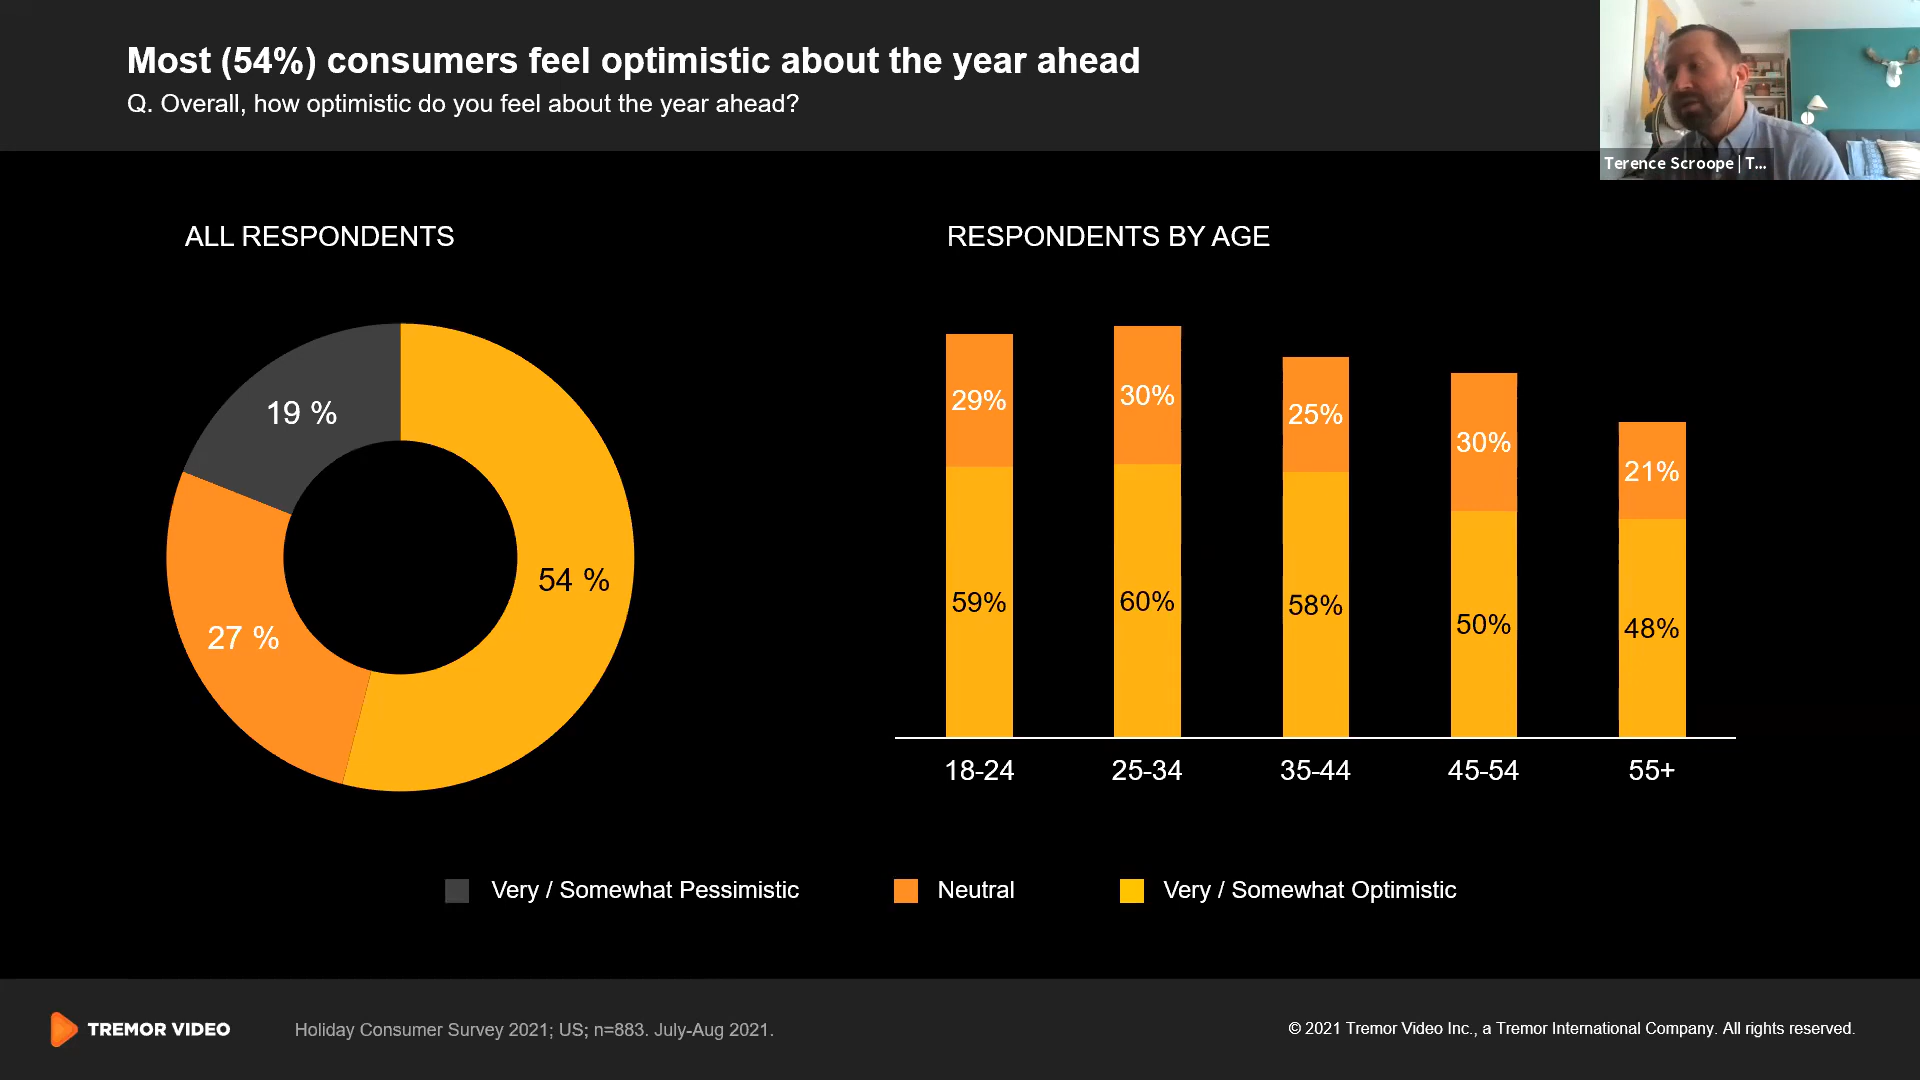 Most (54%) consumers feel optimistic about the year ahead
Q. Overall, how optimistic do you feel about the year ahead?
Terence Scroope | T...
ALL RESPONDENTS
19 %
27 %
54 %
RESPONDENTS BY AGE
29%
30%
25%
30%
21%
59%
60%
58%
50%
48%
18-24
25-34
35-44
45-54
55+
Very / Somewhat Pessimistic
Neutral
Very / Somewhat Optimistic
TREMOR VIDEO
Holiday Consumer Survey 2021; US; n=883. July-Aug 2021.
© 2021 Tremor Video Inc., a Tremor International Company. All rights reserved.